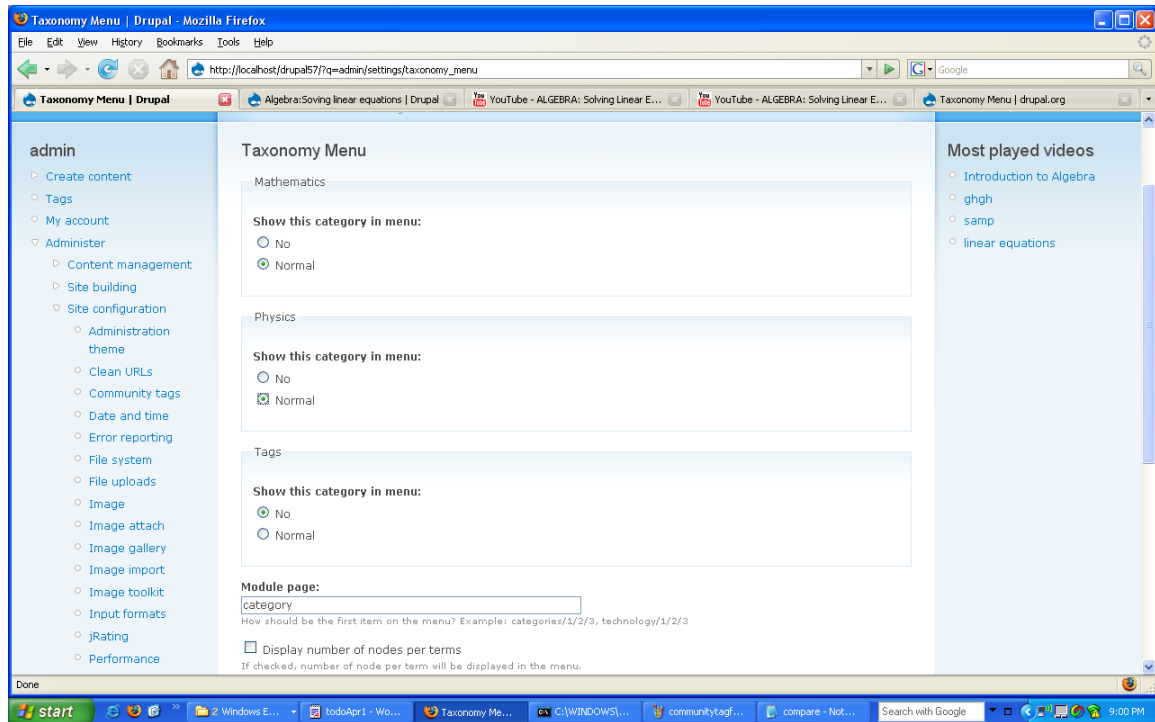 Taxonomy Menu | Drupal - Mozilla Firefox
File Edit View History Bookmarks Tools Help
http://localhost/drupal57/?q=admin/settings/taxonomy_menu
G Google
Taxonomy Menu | Drupal
Algebra:Soving linear equations | Drupal
YouTube - ALGEBRA: Solving Linear E...
YouTube - ALGEBRA: Solving Linear E...
Taxonomy Menu | drupal.org
admin
Create content
Tags
My account
Administer
Content management
Site building
Site configuration
Administration
theme
Clean URLs
Community tags
Date and time
Error reporting
File system
File uploads
Image
Image attach
Image gallery
Image import
Image toolkit
Input formats
jRating
Performance
Taxonomy Menu
Mathematics
Show this category in menu:
No
Normal
Physics
Show this category in menu:
No
Normal
Tags
Show this category in menu:
No
Normal
Module page:
category
How should be the first item on the menu? Example: categories/1/2/3, technology/1/2/3
Display number of nodes per terms
If checked, number of node per term will be displayed in the menu.
Most played videos
Introduction to Algebra
ghgh
samp
linear equations
Done
start
2 Windows E...
todoApr1 - Wo...
Taxonomy Me...
C:\WINDOWS\...
communitytagf...
compare - Not...
Search with Google
9:00 PM